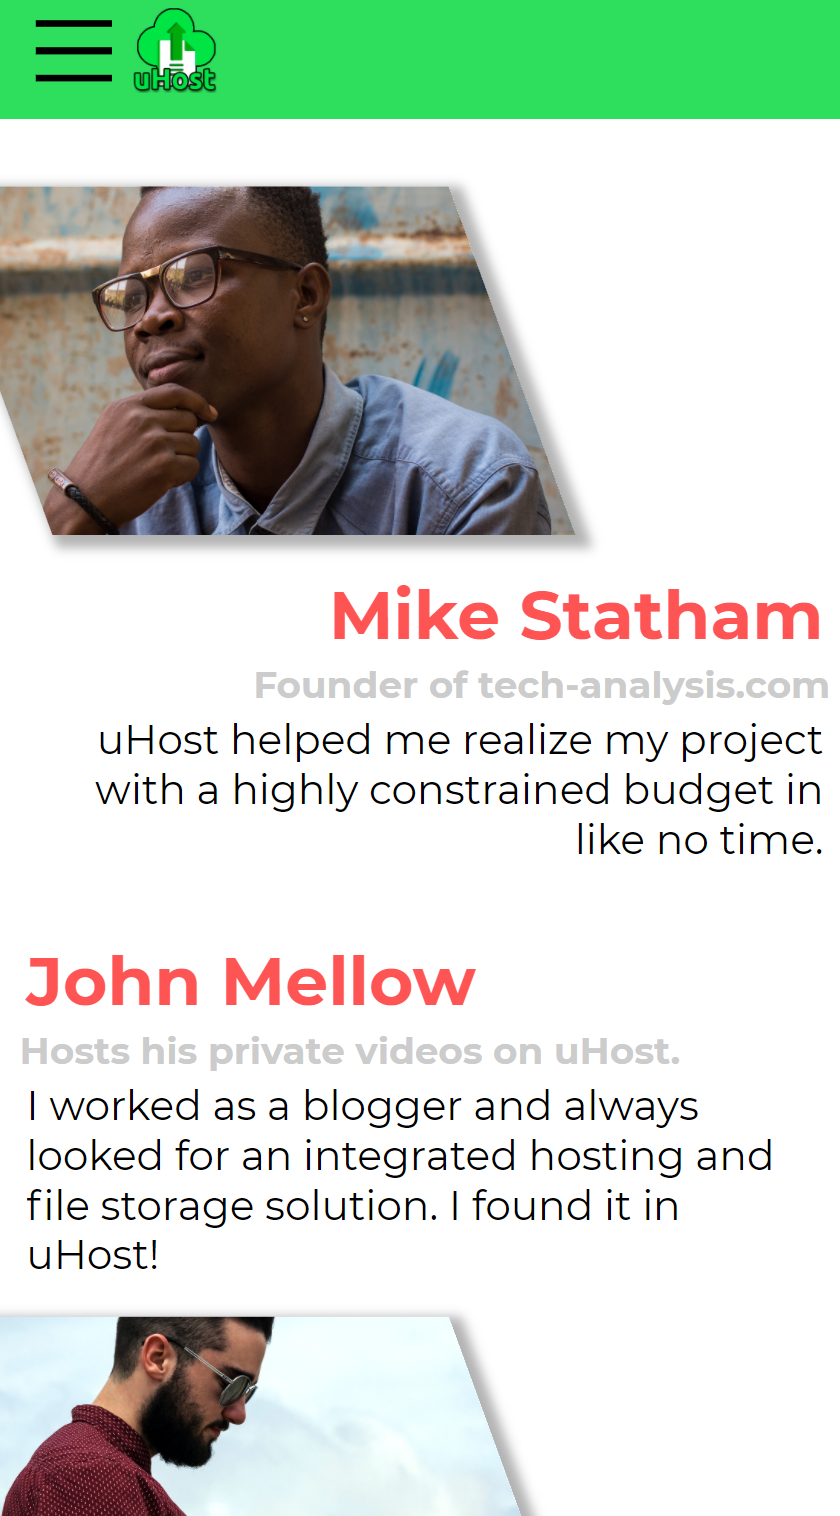 uHost
Mike Statham
Founder of tech-analysis.com
uHost helped me realize my project
with a highly constrained budget in
like no time.
John Mellow
Hosts his private videos on uHost.
I worked as a blogger and always
looked for an integrated hosting and
file storage solution. I found it in
uHost!